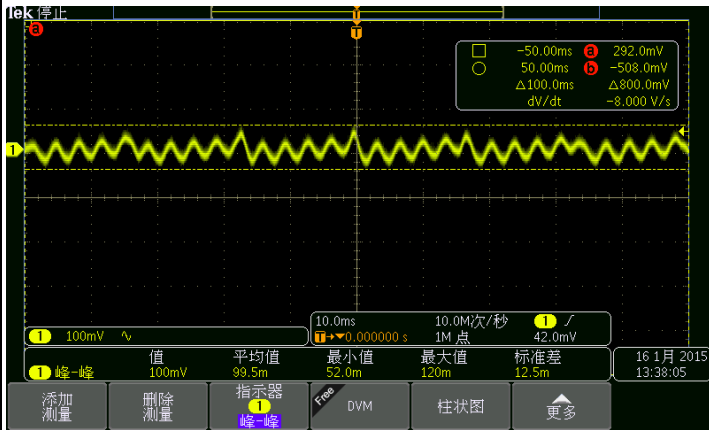 Tek 停止
T
a
T
-50.00ms a 292.0mV
50.00ms b -508.0mV
△100.0ms △800.0mV
dV/dt -8.000 V/s
1
1 100mV ∿
10.0ms 10.0M次/秒 1 ∫
T→▼0.000000 s 1M 点 42.0mV
值 平均值 最小值 最大值 标准差
1 峰-峰 100mV 99.5m 52.0m 120m 12.5m
16 1月 2015
13:38:05
添加
测量
删除
测量
指示器
1
峰-峰
Free
DVM
柱状图
更多